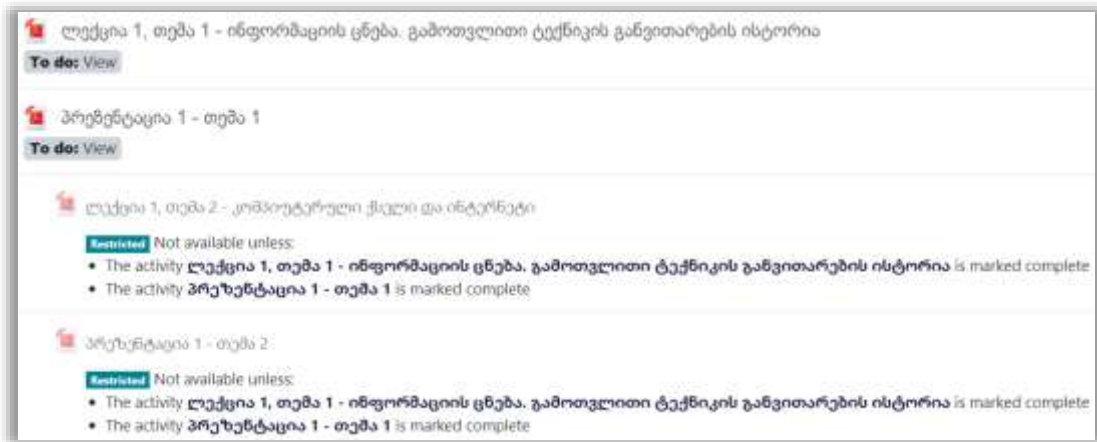 ლექცია 1, თემა 1 - ინფორმაციის ცნება. გამოთვლითი ტექნიკის განვითარების ისტორია
To do: View
პრეზენტაცია 1 - თემა 1
To do: View
ლექცია 1, თემა 2 - კომპიუტერული ქსელი და ინტერნეტი
Restricted Not available unless:
• The activity ლექცია 1, თემა 1 - ინფორმაციის ცნება. გამოთვლითი ტექნიკის განვითარების ისტორია is marked complete
• The activity პრეზენტაცია 1 - თემა 1 is marked complete
პრეზენტაცია 1 - თემა 2
Restricted Not available unless:
• The activity ლექცია 1, თემა 1 - ინფორმაციის ცნება. გამოთვლითი ტექნიკის განვითარების ისტორია is marked complete
• The activity პრეზენტაცია 1 - თემა 1 is marked complete